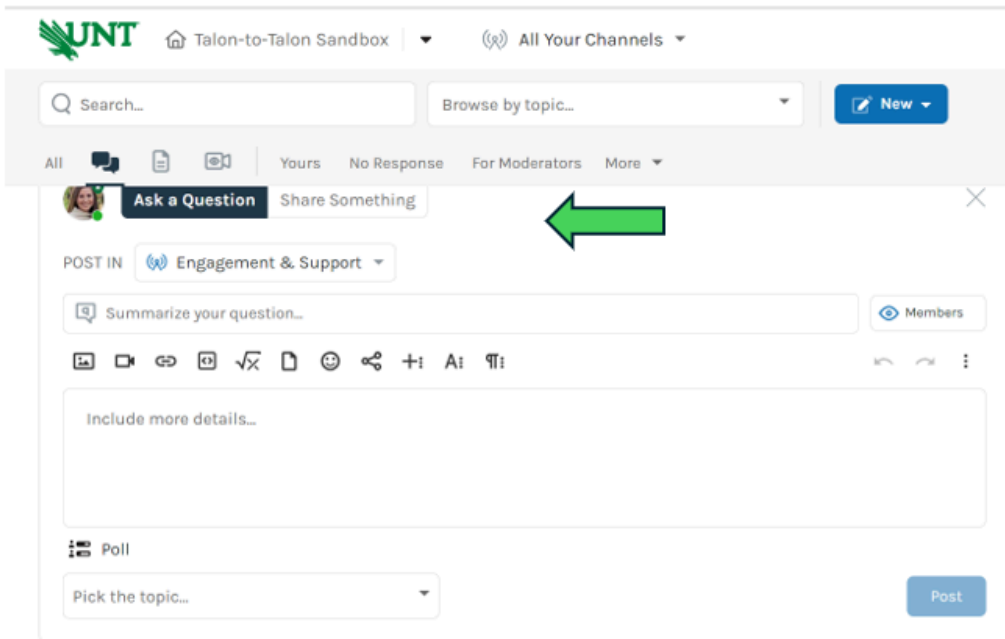 UNT Talon-to-Talon Sandbox All Your Channels
Search... Browse by topic... New
All Yours No Response For Moderators More
Ask a Question Share Something
POST IN Engagement & Support
Summarize your question... Members
Include more details...
Poll
Pick the topic... Post